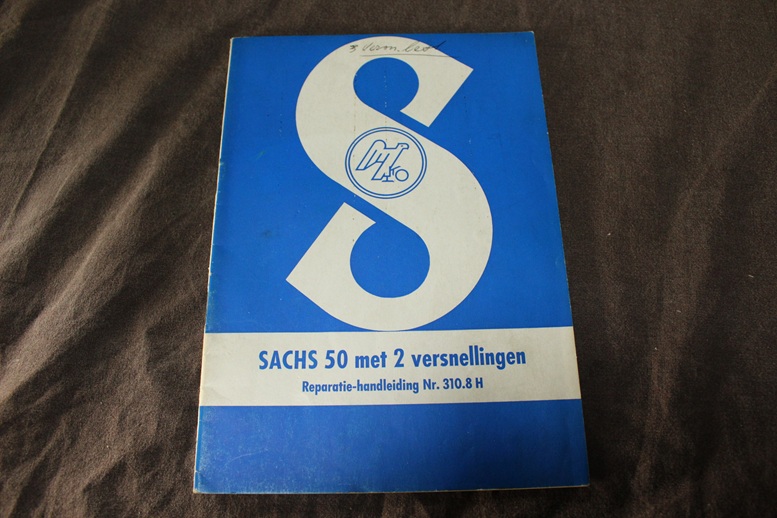 S
SACHS 50 met 2 versnellingen
Reparatie-handleiding Nr. 310.8 H